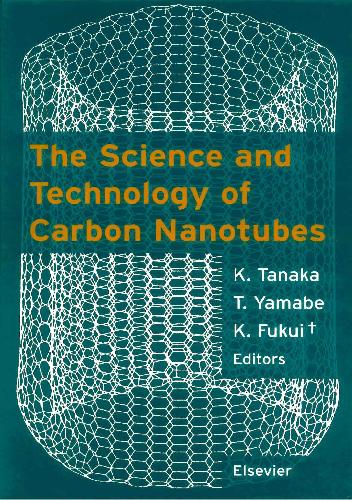 The Science and
Technology of
Carbon Nanotubes
K. Tanaka
T. Yamabe
K. Fukui †
Editors
Elsevier